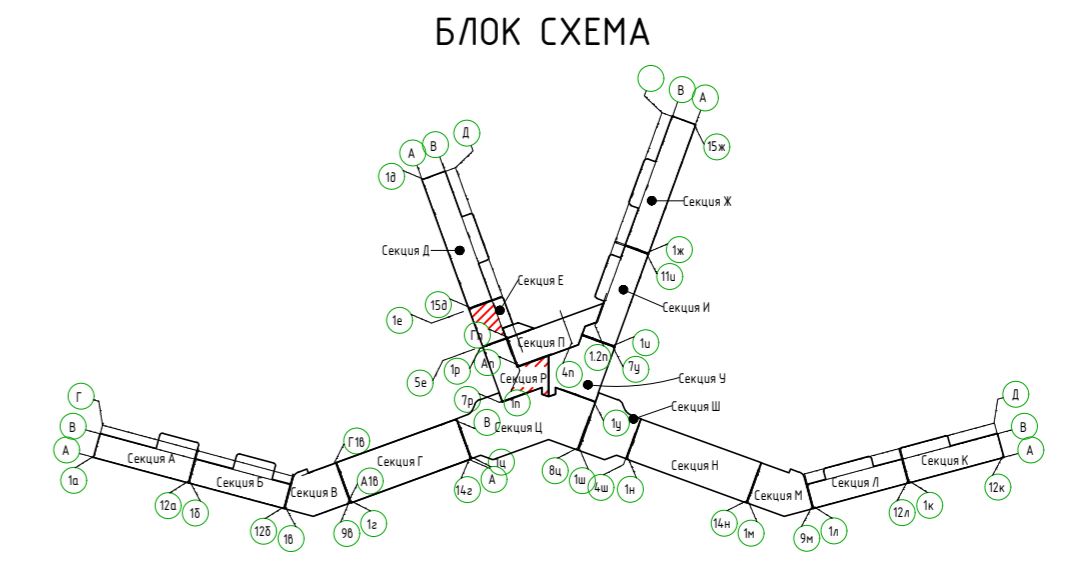 БЛОК СХЕМА
В
А
Д
В
А
15ж
1д
Секция Ж
Секция Д
1ж
11и
Секция Е
15д
Секция И
1е
Гп
Секция П
1и
1.2п
Ап
7у
1р
4п
5е
Секция Р
Секция У
Г
7р
1п
Д
Секция Ш
В
В
Секция Ц
1у
В
А
Г1в
А
Секция А
Секция Г
1ц
Секция Н
Секция К
1а
А1в
14г
А
8ц
1ш
4ш
1н
Секция Б
Секция В
Секция М
Секция Л
12к
12а
1б
12л
1к
12б
1в
9в
1г
14н
1м
9м
1л